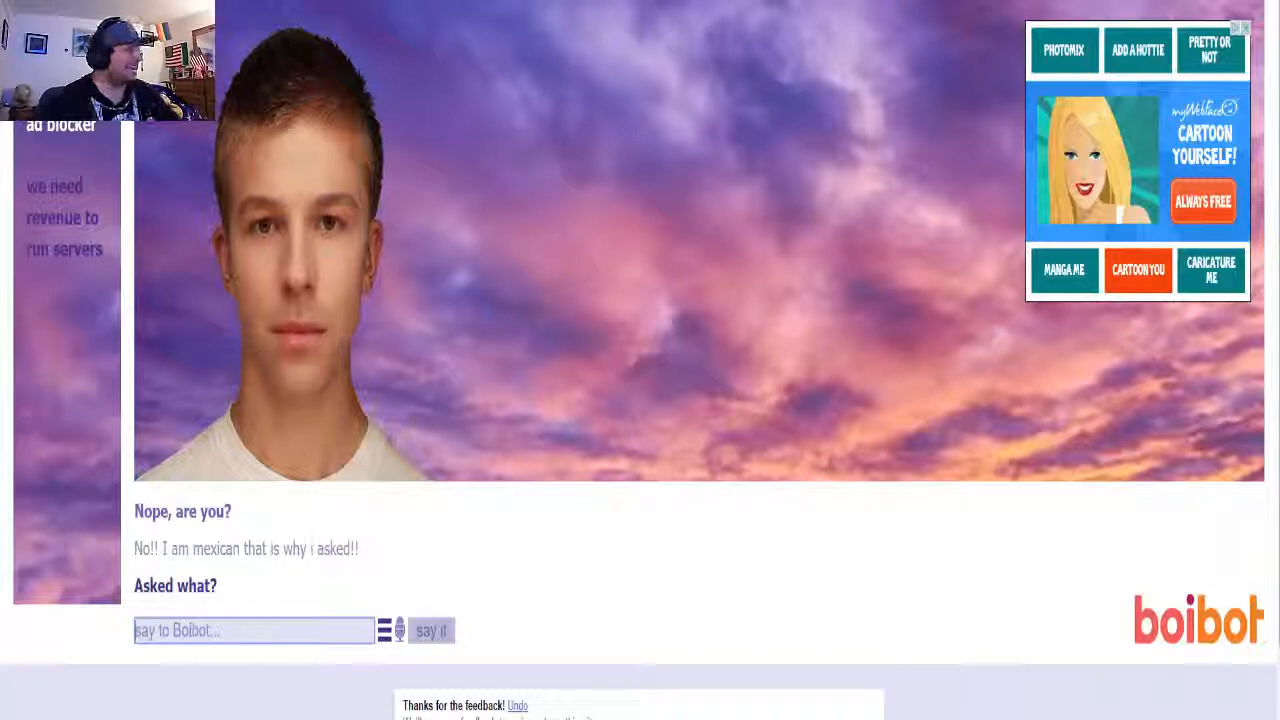 ad blocker
we need
revenue to
run servers
PHOTOMIX
ADD A HOTTIE
PRETTY OR
NOT
myWebFace
CARTOON
YOURSELF!
ALWAYS FREE
MANGA ME
CARTOON YOU
CARICATURE
ME
Nope, are you?
No!! I am mexican that is why i asked!!
Asked what?
say to Boibot...
say it
boibot
Thanks for the feedback! Undo